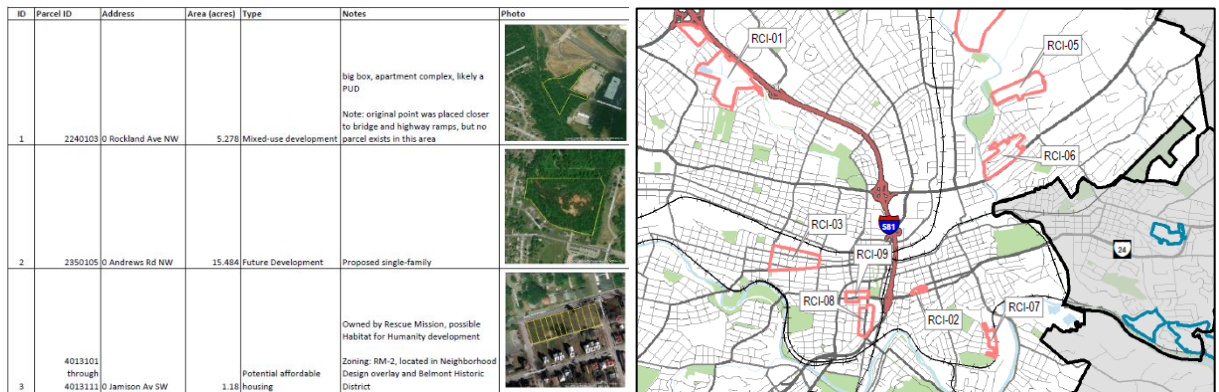 ID Parcel ID Address Area (acres) Type Notes Photo
big box, apartment complex, likely a
PUD
Note: original point was placed closer
to bridge and highway ramps, but no
1 2240103 0 Rockland Ave NW 5.278 Mixed-use development parcel exists in this area
2 2350105 0 Andrews Rd NW 15.484 Future Development Proposed single-family
Owned by Rescue Mission, possible
Habitat for Humanity development
4013101 Zoning: RM-2, located in Neighborhood
through Potential affordable Design overlay and Belmont Historic
3 4013111 0 Jamison Av SW 1.18 housing District
RCI-01
RCI-05
RCI-06
RCI-03
581
24
RCI-09
RCI-08
RCI-02
RCI-07